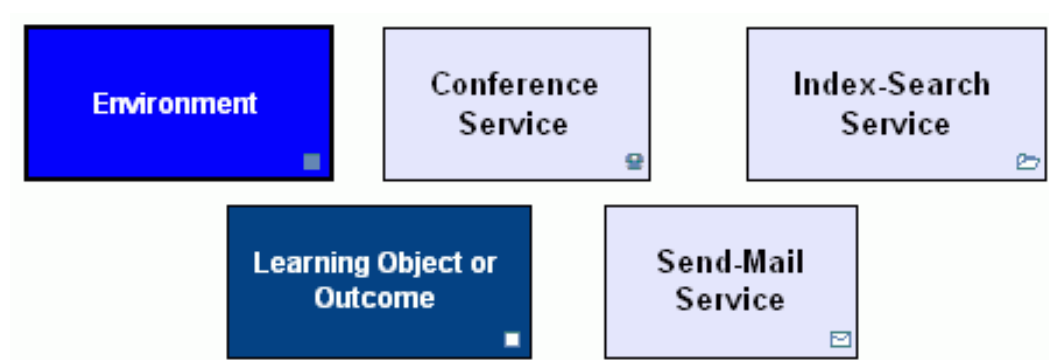 Environment
Conference
Service
Index-Search
Service
Learning Object or
Outcome
Send-Mail
Service